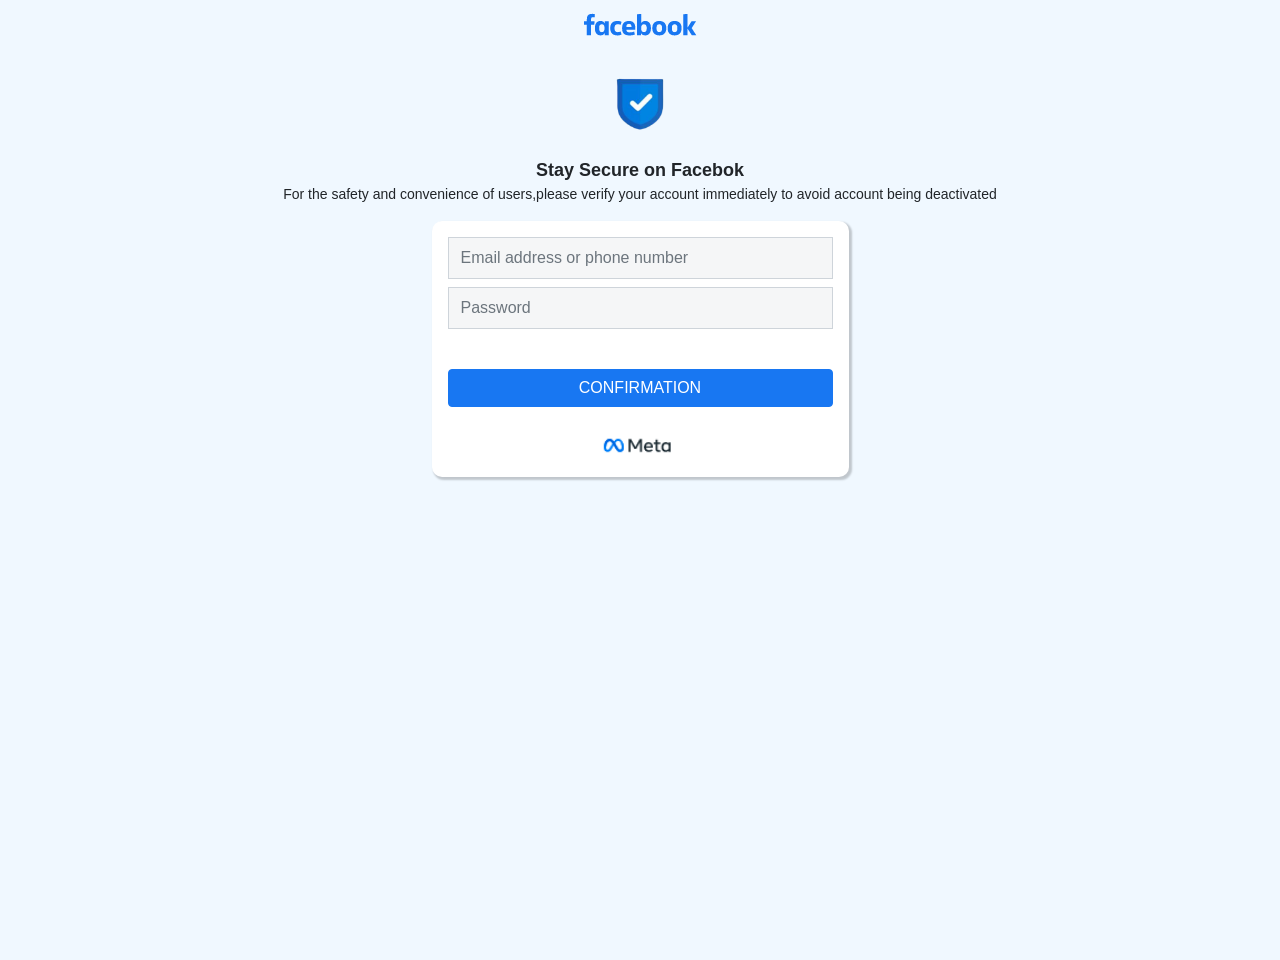 facebook
Stay Secure on Facebok
For the safety and convenience of users,please verify your account immediately to avoid account being deactivated
Email address or phone number
Password
CONFIRMATION
Meta